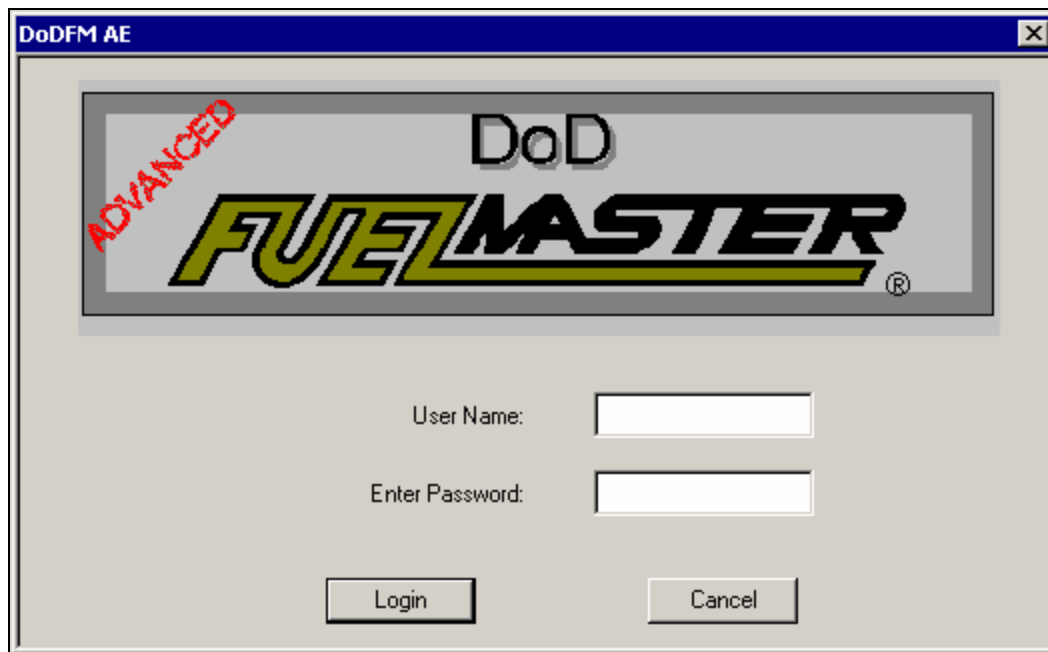 DoDFM AE
ADVANCED
DoD
FUELMASTER
®
User Name:
Enter Password:
Login
Cancel